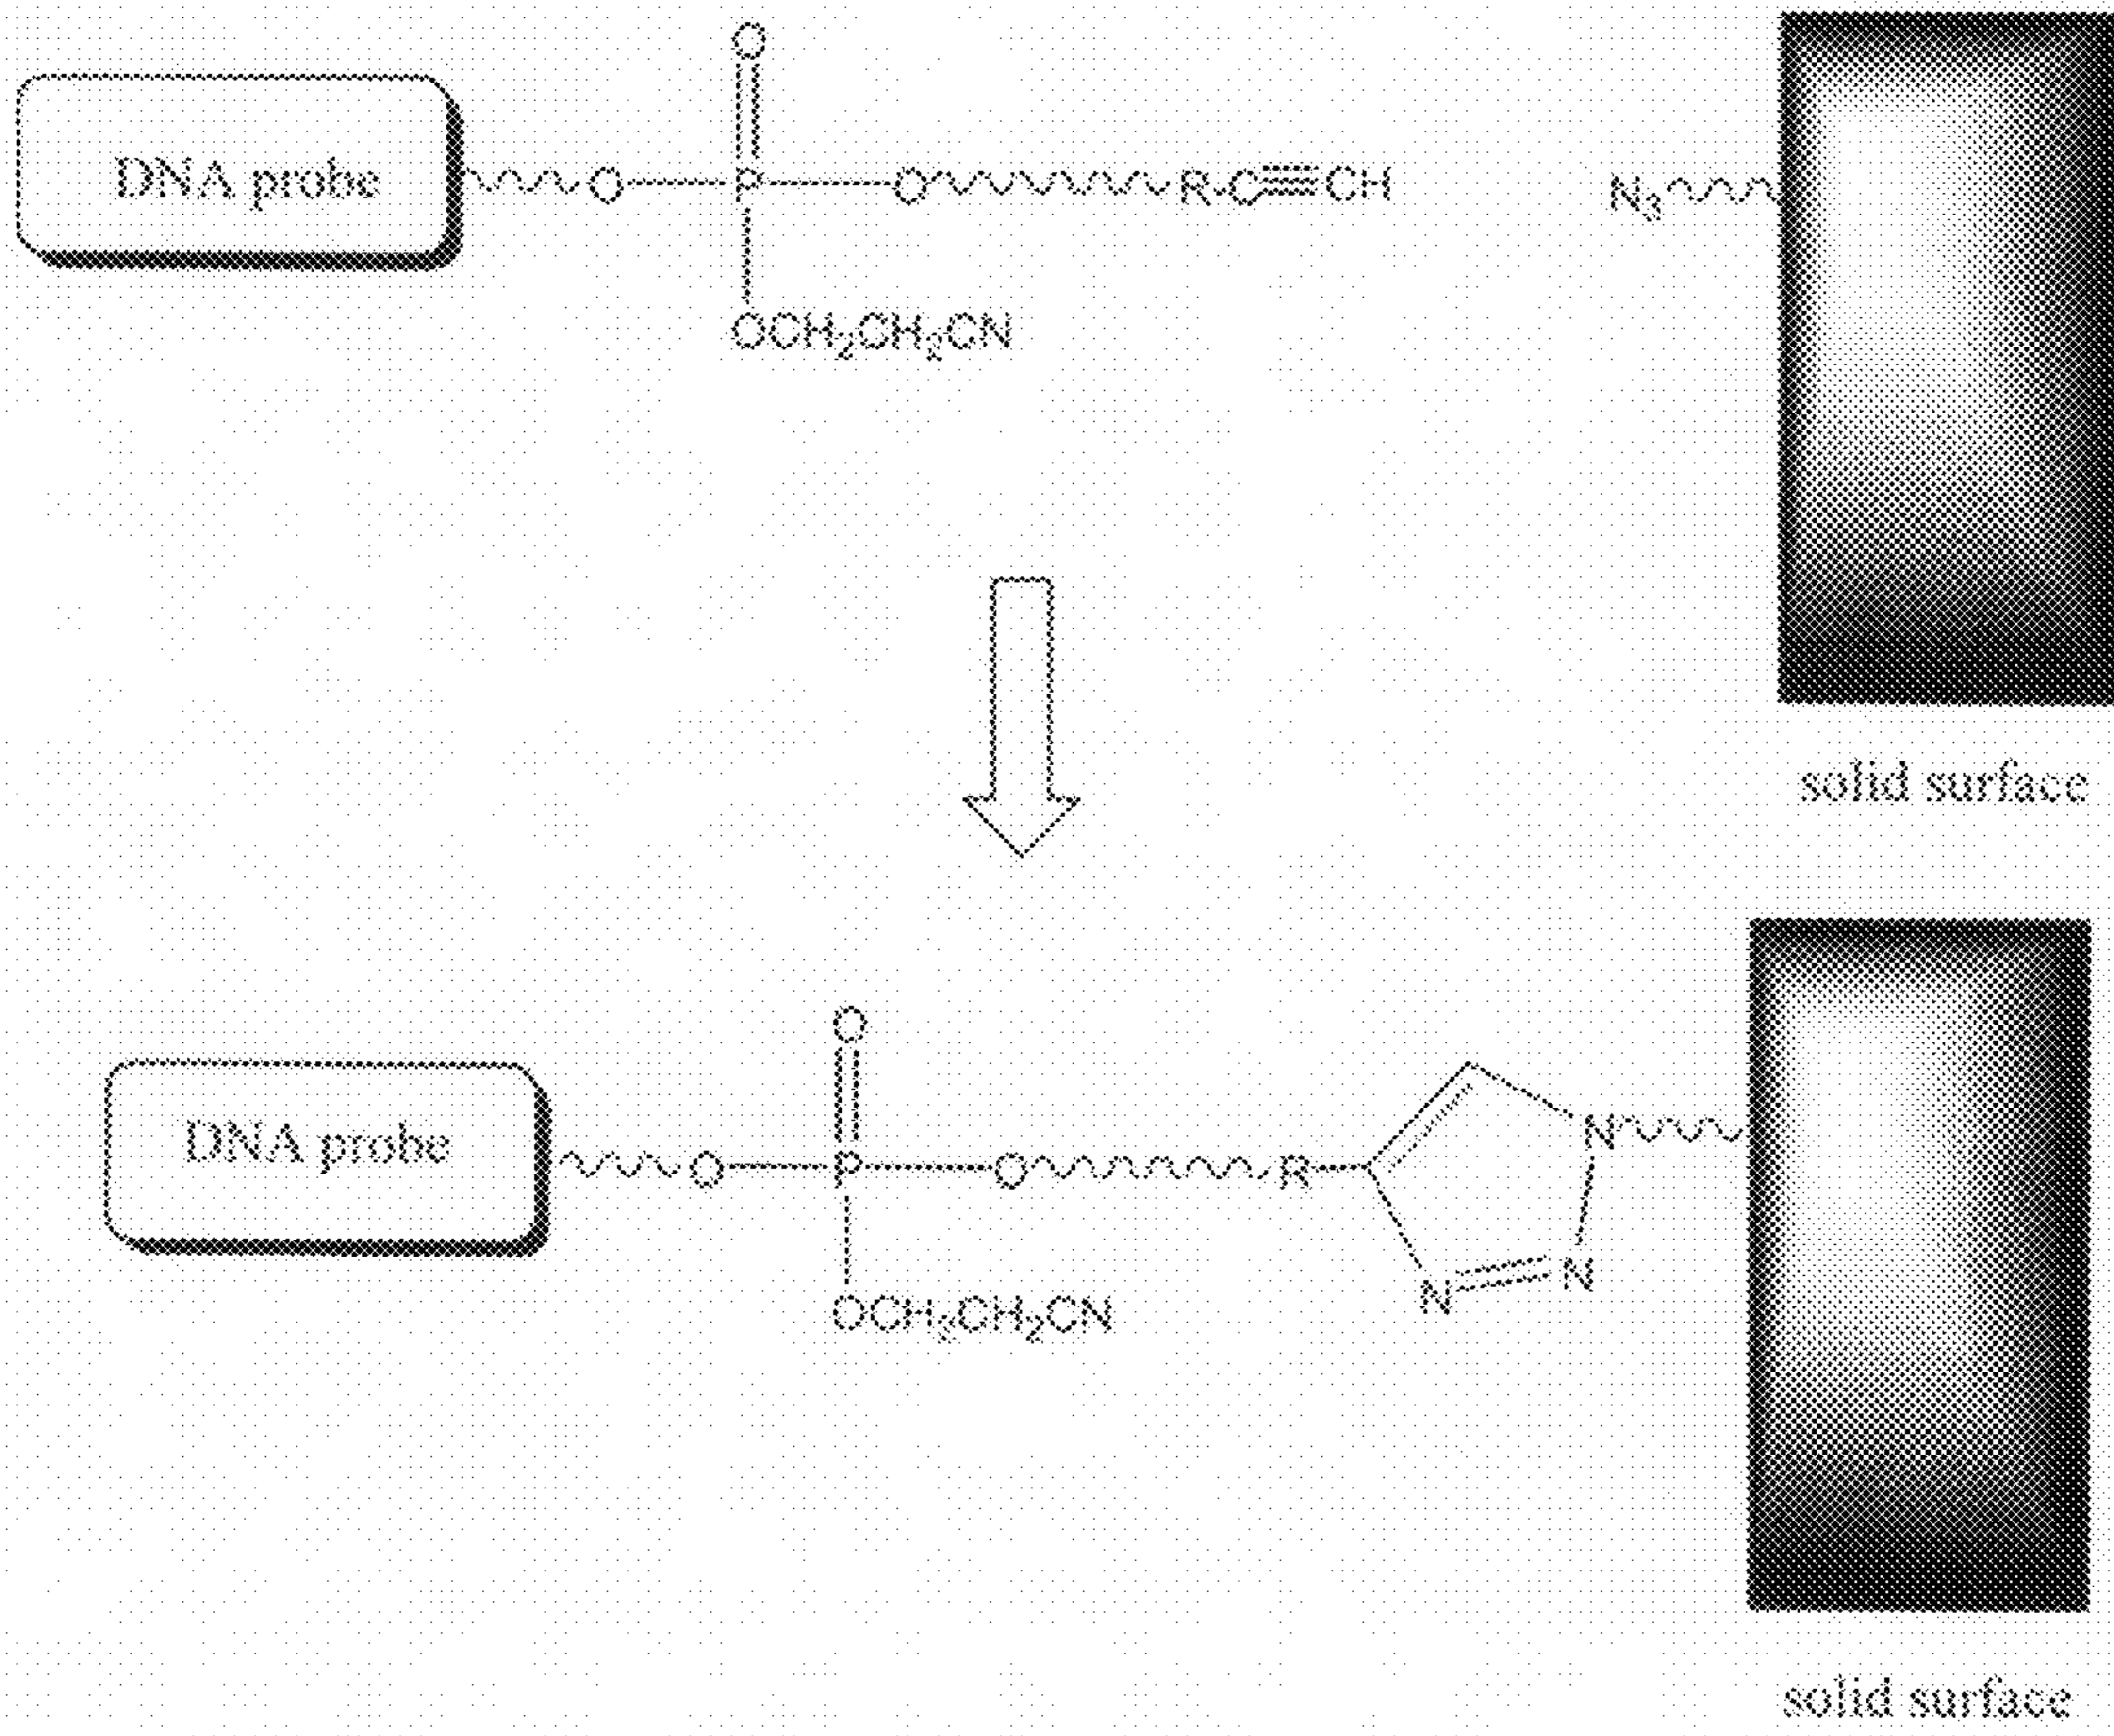 O
DNA probe
O
P
O
R
C≡CH
N₃
OCH₂CH₂CN
solid surface
O
DNA probe
O
P
O
R
N
N
N
OCH₂CH₂CN
solid surface